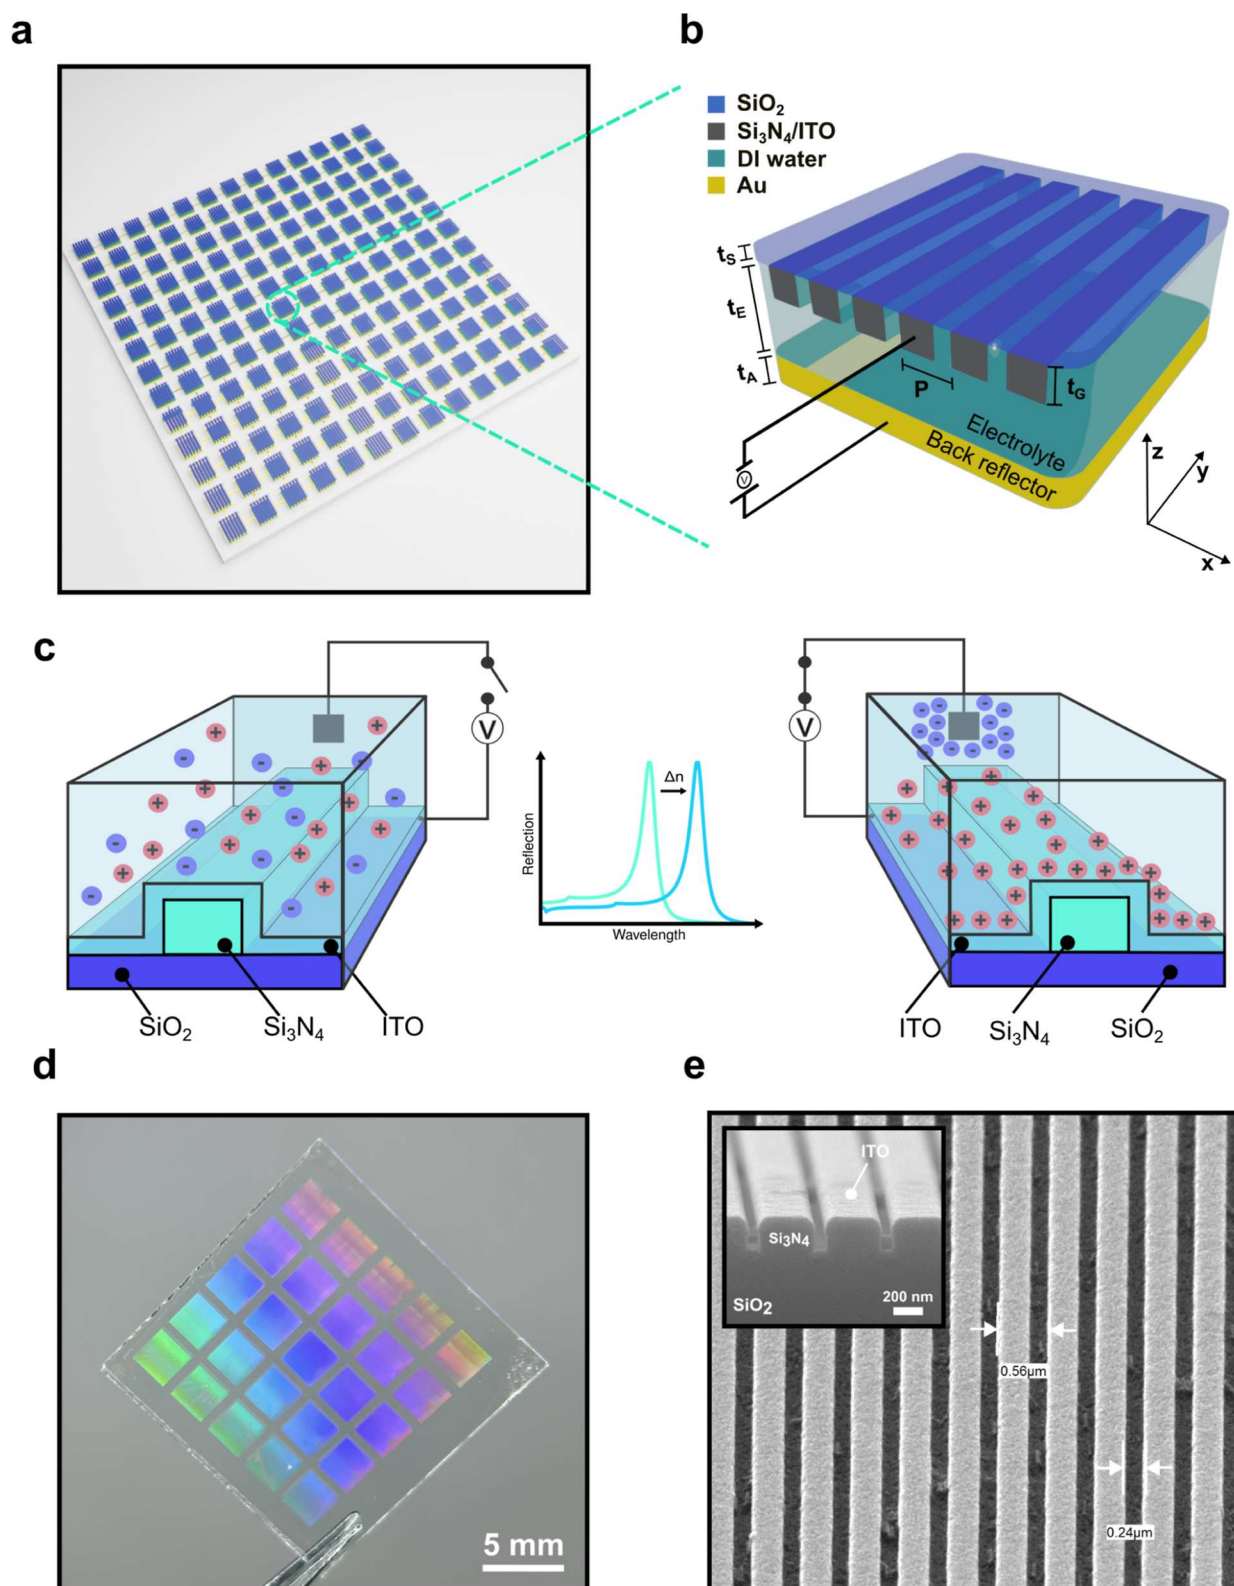 a
b
SiO₂
Si₃N₄/ITO
DI water
Au
tS
tE
tA
P
tG
Electrolyte
Back reflector
V
z
y
x
c
V
V
Δn
Reflection
Wavelength
SiO₂
Si₃N₄
ITO
ITO
Si₃N₄
SiO₂
d
e
5 mm
ITO
Si₃N₄
SiO₂
200 nm
0.56µm
0.24µm